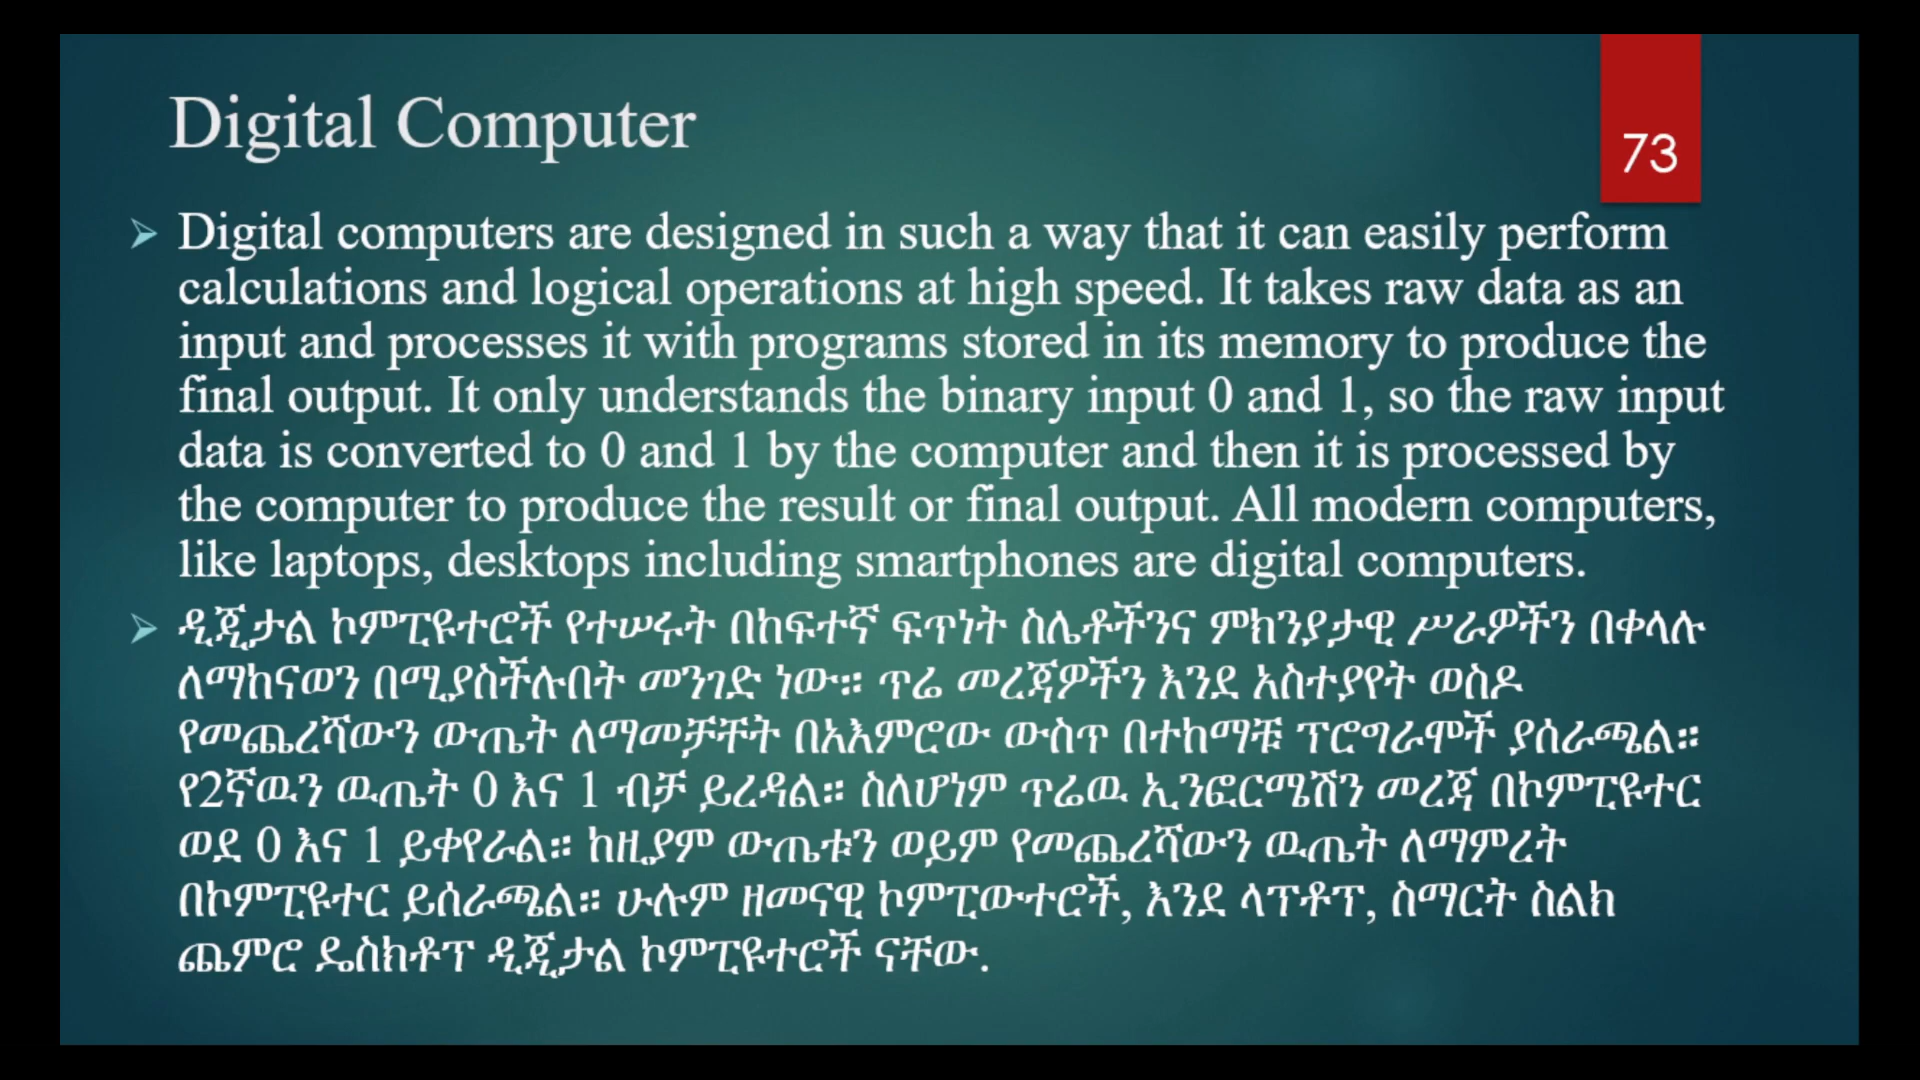 Digital Computer
73
➢ Digital computers are designed in such a way that it can easily perform
calculations and logical operations at high speed. It takes raw data as an
input and processes it with programs stored in its memory to produce the
final output. It only understands the binary input 0 and 1, so the raw input
data is converted to 0 and 1 by the computer and then it is processed by
the computer to produce the result or final output. All modern computers,
like laptops, desktops including smartphones are digital computers.
➢ ዲጂታል ኮምፒዩተሮች የተሠሩት በከፍተኛ ፍጥነት ስሌቶችንና ምክንያታዊ ሥራዎችን በቀላሉ
ለማከናወን በሚያስችሉበት መንገድ ነው። ጥሬ መረጃዎችን እንደ አስተያየት ወስዶ
የመጨረሻውን ውጤት ለማመቻቸት በአእምሮው ውስጥ በተከማቹ ፕሮግራሞች ያሰራጫል።
የ2ኛዉን ዉጤት 0 እና 1 ብቻ ይረዳል። ስለሆነም ጥሬዉ ኢንፎርሜሽን መረጃ በኮምፒዩተር
ወደ 0 እና 1 ይቀየራል። ከዚያም ውጤቱን ወይም የመጨረሻውን ዉጤት ለማምረት
በኮምፒዩተር ይሰራጫል። ሁሉም ዘመናዊ ኮምፒውተሮች, እንደ ላፕቶፕ, ስማርት ስልክ
ጨምሮ ዴስክቶፕ ዲጂታል ኮምፒዩተሮች ናቸው.